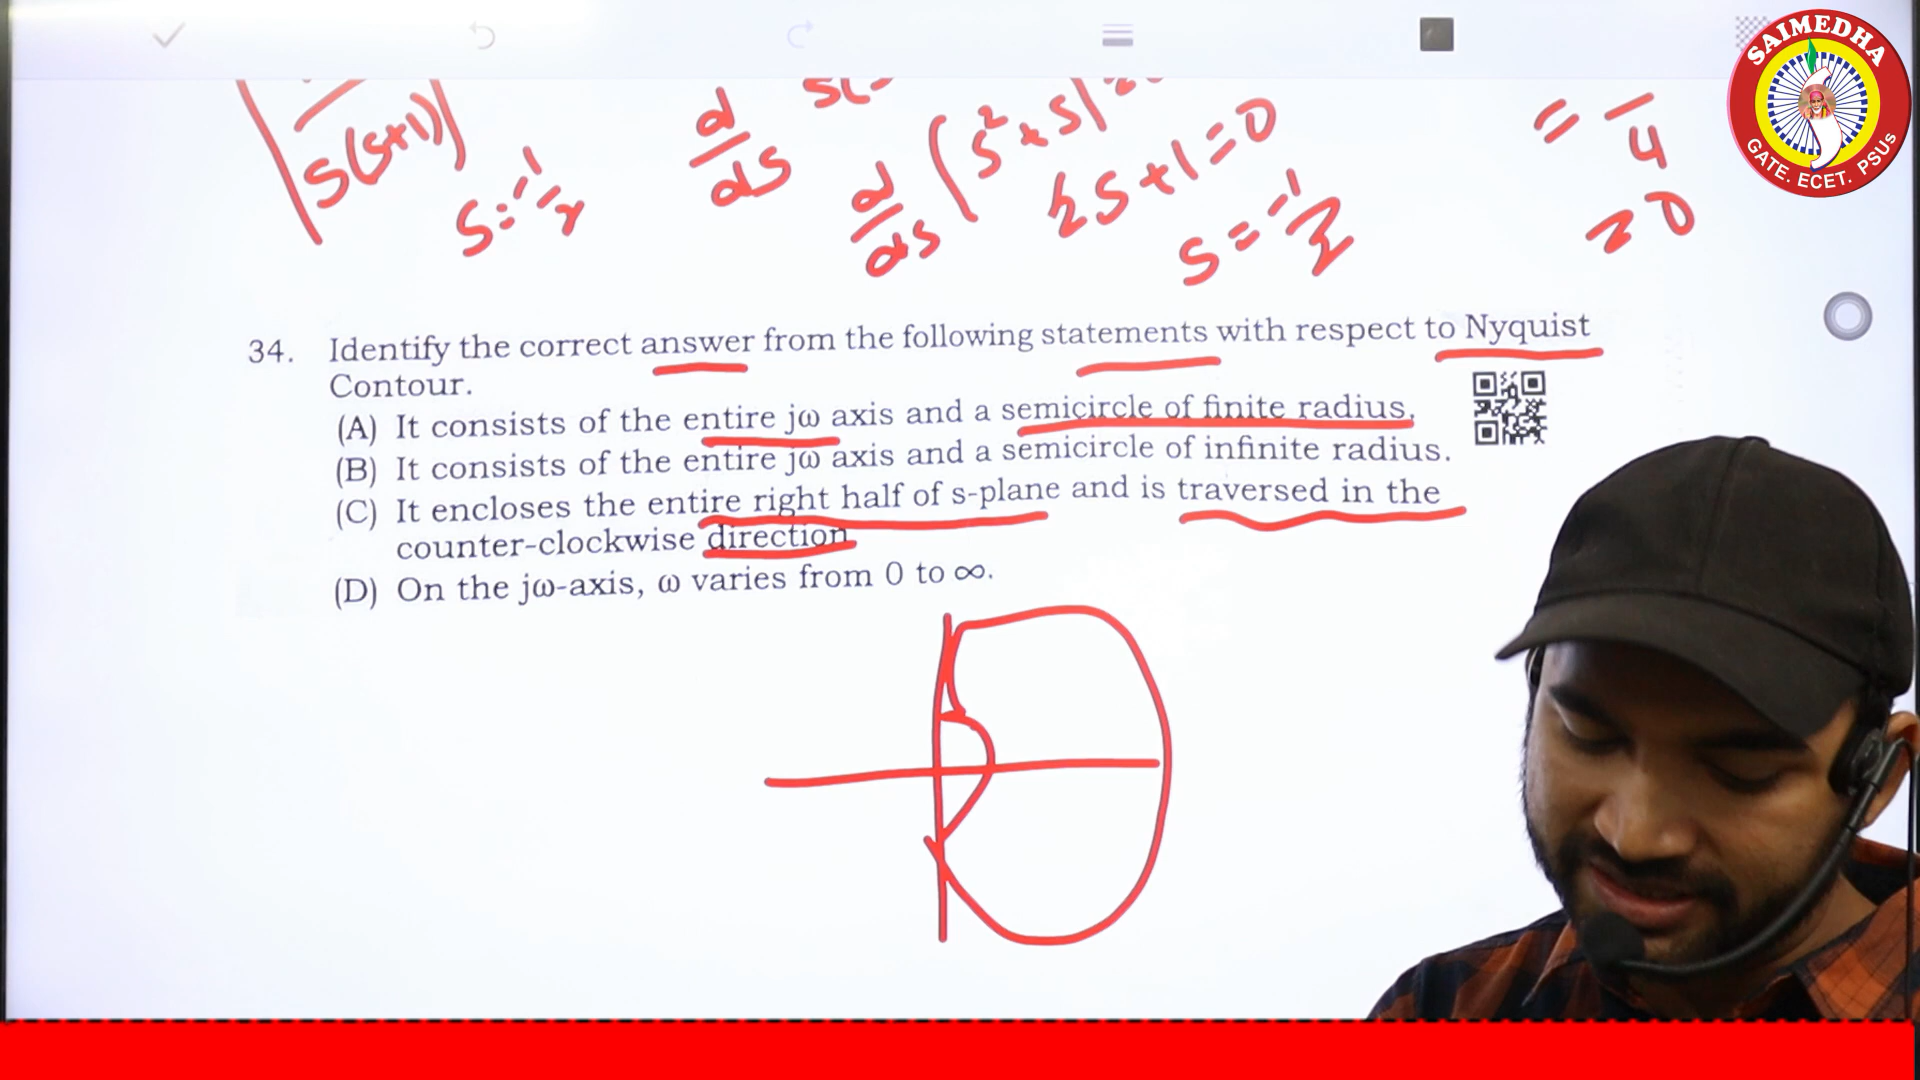 SAIMEDHA
GATE. ECET. PSUs
s(s+1)
s=-1/2
d/ds
d/ds (s²+s)=0
2s+1=0
s=-1/2
=
4
34. Identify the correct answer from the following statements with respect to Nyquist
Contour.
(A) It consists of the entire jω axis and a semicircle of finite radius.
(B) It consists of the entire jω axis and a semicircle of infinite radius.
(C) It encloses the entire right half of s-plane and is traversed in the
counter-clockwise direction
(D) On the jω-axis, ω varies from 0 to ∞.